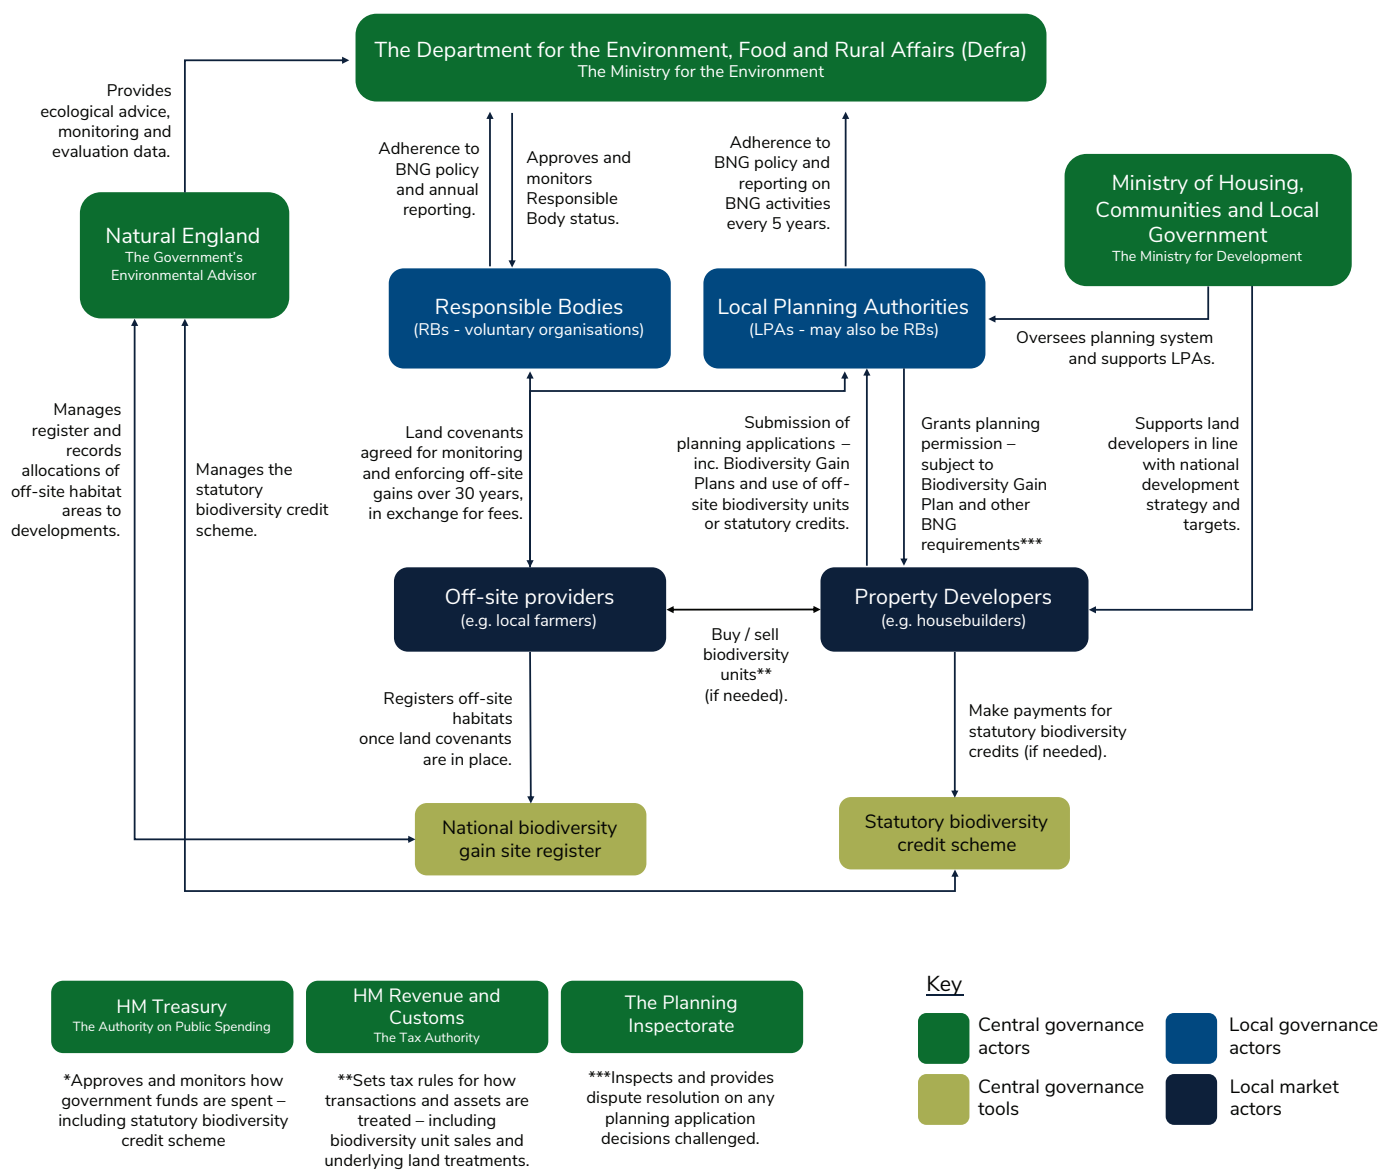 The Department for the Environment, Food and Rural Affairs (Defra)
The Ministry for the Environment
Provides
ecological advice,
monitoring and
evaluation data.
Adherence to
BNG policy
and annual
reporting.
Approves and
monitors
Responsible
Body status.
Adherence to
BNG policy and
reporting on
BNG activities
every 5 years.
Ministry of Housing,
Communities and Local
Government
The Ministry for Development
Natural England
The Government's
Environmental Advisor
Responsible Bodies
(RBs - voluntary organisations)
Local Planning Authorities
(LPAs - may also be RBs)
Oversees planning system
and supports LPAs.
Manages
register and
records
allocations of
off-site habitat
areas to
developments.
Manages the
statutory
biodiversity credit
scheme.
Land covenants
agreed for monitoring
and enforcing off-site
gains over 30 years,
in exchange for fees.
Submission of
planning applications –
inc. Biodiversity Gain
Plans and use of off-
site biodiversity units
or statutory credits.
Grants planning
permission –
subject to
Biodiversity Gain
Plan and other
BNG
requirements***
Supports land
developers in line
with national
development
strategy and
targets.
Off-site providers
(e.g. local farmers)
Property Developers
(e.g. housebuilders)
Buy / sell
biodiversity
units**
(if needed).
Registers off-site
habitats
once land covenants
are in place.
Make payments for
statutory biodiversity
credits (if needed).
National biodiversity
gain site register
Statutory biodiversity
credit scheme
HM Treasury
The Authority on Public Spending
HM Revenue and
Customs
The Tax Authority
The Planning
Inspectorate
*Approves and monitors how
government funds are spent –
including statutory biodiversity
credit scheme
**Sets tax rules for how
transactions and assets are
treated – including
biodiversity unit sales and
underlying land treatments.
***Inspects and provides
dispute resolution on any
planning application
decisions challenged.
Key
Central governance
actors
Local governance
actors
Central governance
tools
Local market
actors